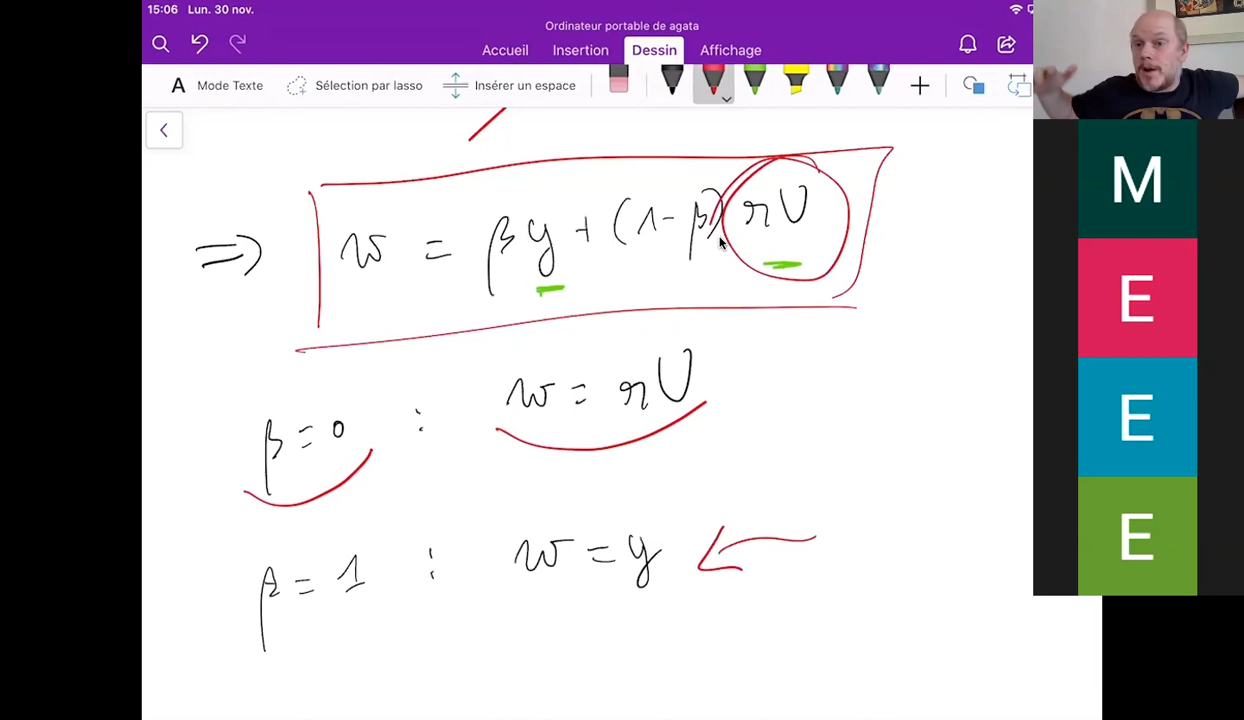 15:06 Lun. 30 nov.
Ordinateur portable de agata
Accueil Insertion Dessin Affichage
A Mode Texte Sélection par lasso Insérer un espace
M
⇒ w = βy + (1-β) rU
E
β=0 : w = rU
E
β = 1 : w = y
E